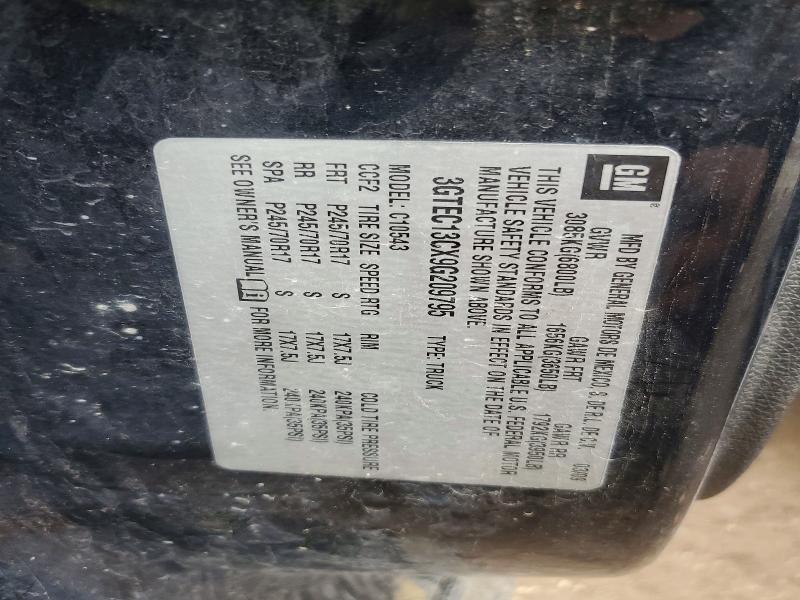 GM®
MFD BY GENERAL MOTORS DE MEXICO, S. DE R.L. DE C.V.
03/09
GVWR GAWR FRT GAWR RR
3085KG(6800LB) 1656KG(3650LB) 1792KG(3950LB)
THIS VEHICLE CONFORMS TO ALL APPLICABLE U.S. FEDERAL MOTOR
VEHICLE SAFETY STANDARDS IN EFFECT ON THE DATE OF
MANUFACTURE SHOWN ABOVE.
3GTEC13CX9G209795 TYPE: TRUCK
MODEL: C10543
CCF2 TIRE SIZE SPEED RTG RIM COLD TIRE PRESSURE
FRT P245/70R17 S 17X7.5J 240KPA(35PSI)
RR P245/70R17 S 17X7.5J 240KPA(35PSI)
SPA P245/70R17 S 17X7.5J 240KPA(35PSI)
SEE OWNER'S MANUAL FOR MORE INFORMATION